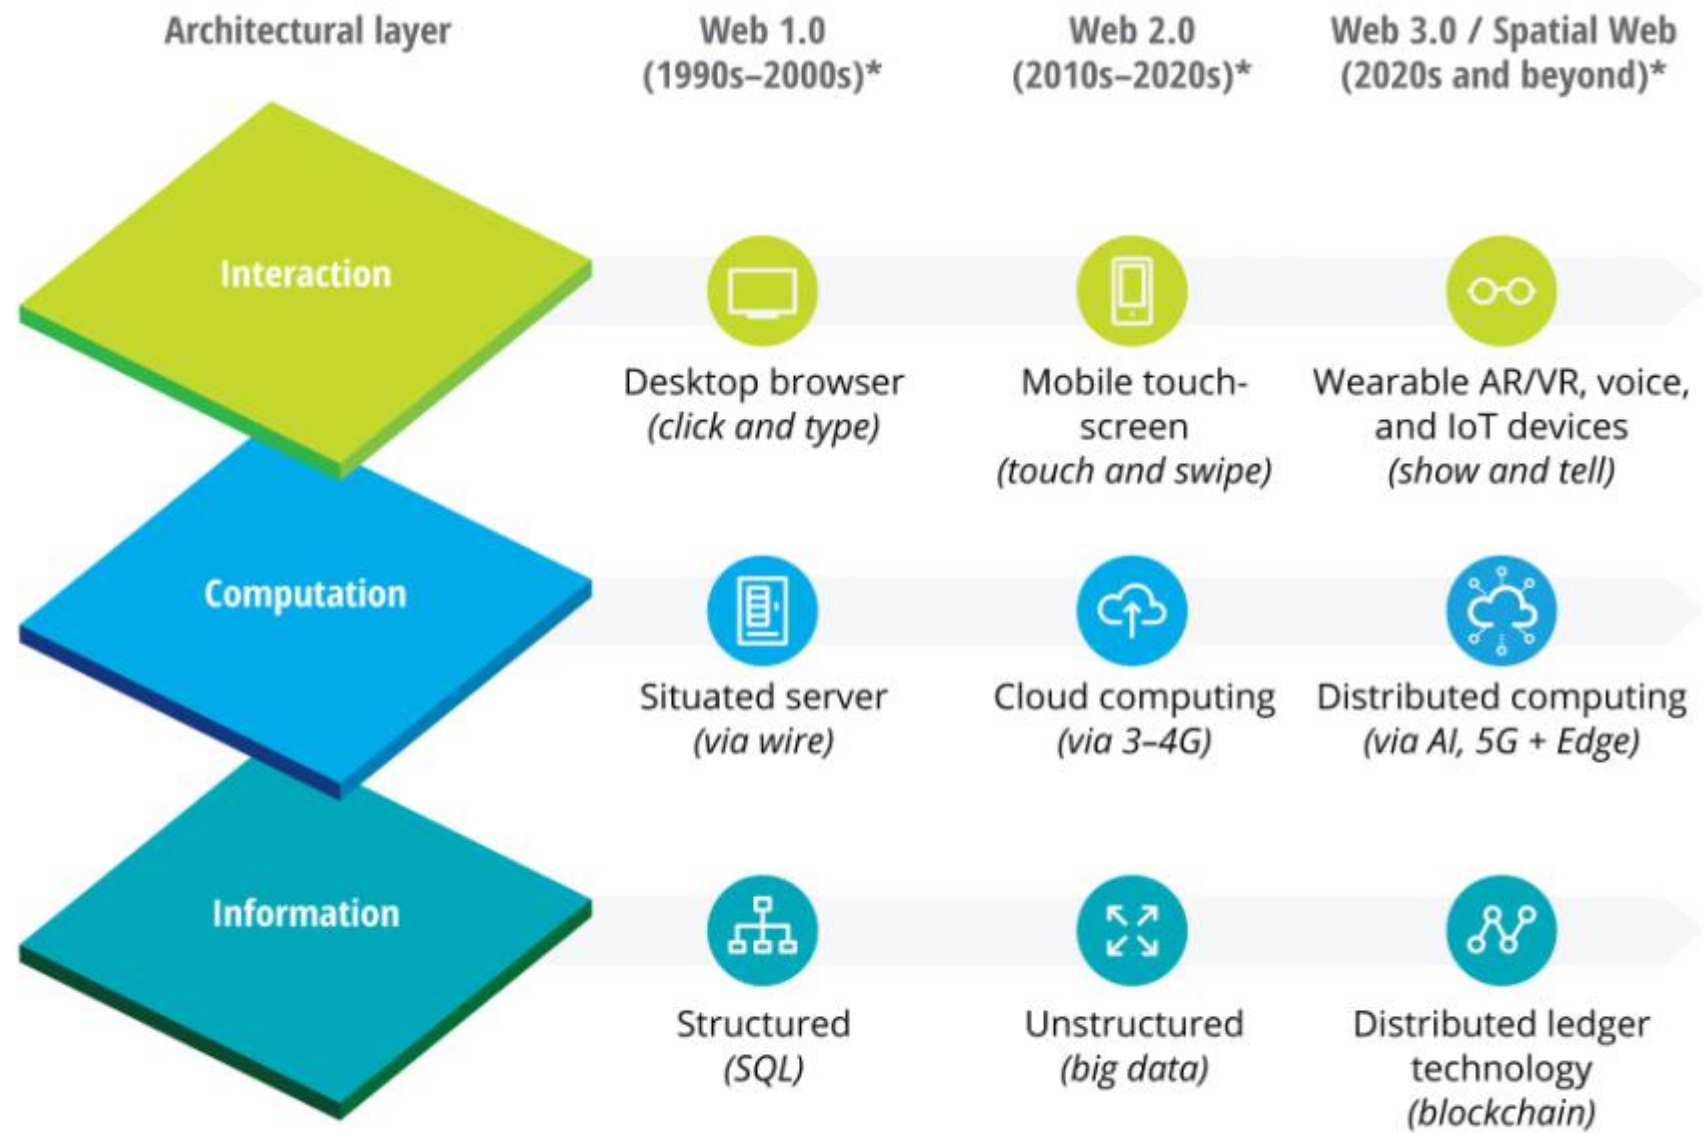 Architectural layer
Web 1.0
(1990s–2000s)*
Web 2.0
(2010s–2020s)*
Web 3.0 / Spatial Web
(2020s and beyond)*
Interaction
Desktop browser
(click and type)
Mobile touch-
screen
(touch and swipe)
Wearable AR/VR, voice,
and IoT devices
(show and tell)
Computation
Situated server
(via wire)
Cloud computing
(via 3–4G)
Distributed computing
(via AI, 5G + Edge)
Information
Structured
(SQL)
Unstructured
(big data)
Distributed ledger
technology
(blockchain)